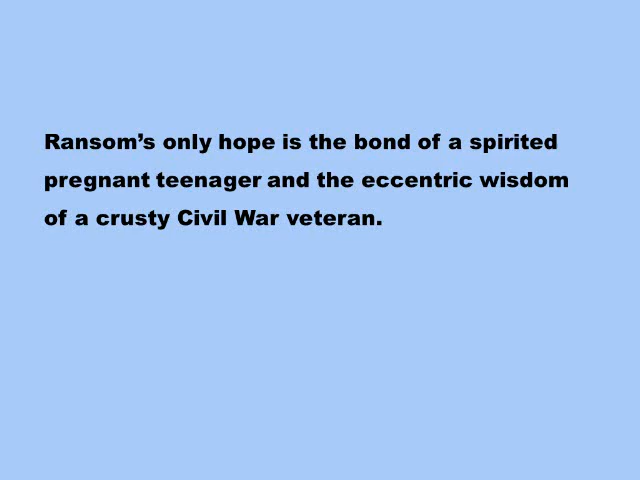 Ransom’s only hope is the bond of a spirited
pregnant teenager and the eccentric wisdom
of a crusty Civil War veteran.